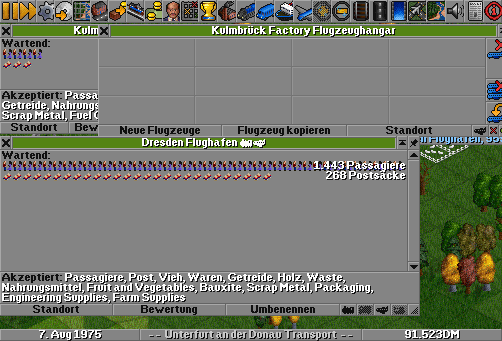 Kulm
Kulmbrück Factory Flugzeughangar
Wartend:
Akzeptiert: Passa
Getreide, Nahrungs
Scrap Metal, Fuel
Standort Bew
Neue Flugzeuge Flugzeug kopieren Standort
Dresden Flughafen
Wartend:
1.443 Passagiere
268 Postsäcke
Akzeptiert: Passagiere, Post, Vieh, Waren, Getreide, Holz, Waste,
Nahrungsmittel, Fruit and Vegetables, Bauxite, Scrap Metal, Packaging,
Engineering Supplies, Farm Supplies
Standort Bewertung Umbenennen
7. Aug 1975 -- Unterfort an der Donau Transport -- 91.523DM